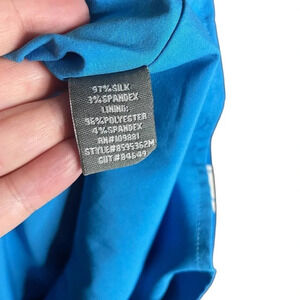 97%SILK
3%SPANDEX
LINING:
96%POLYESTER
4%SPANDEX
RN#109881
STYLE#8595362M
CUT#84649